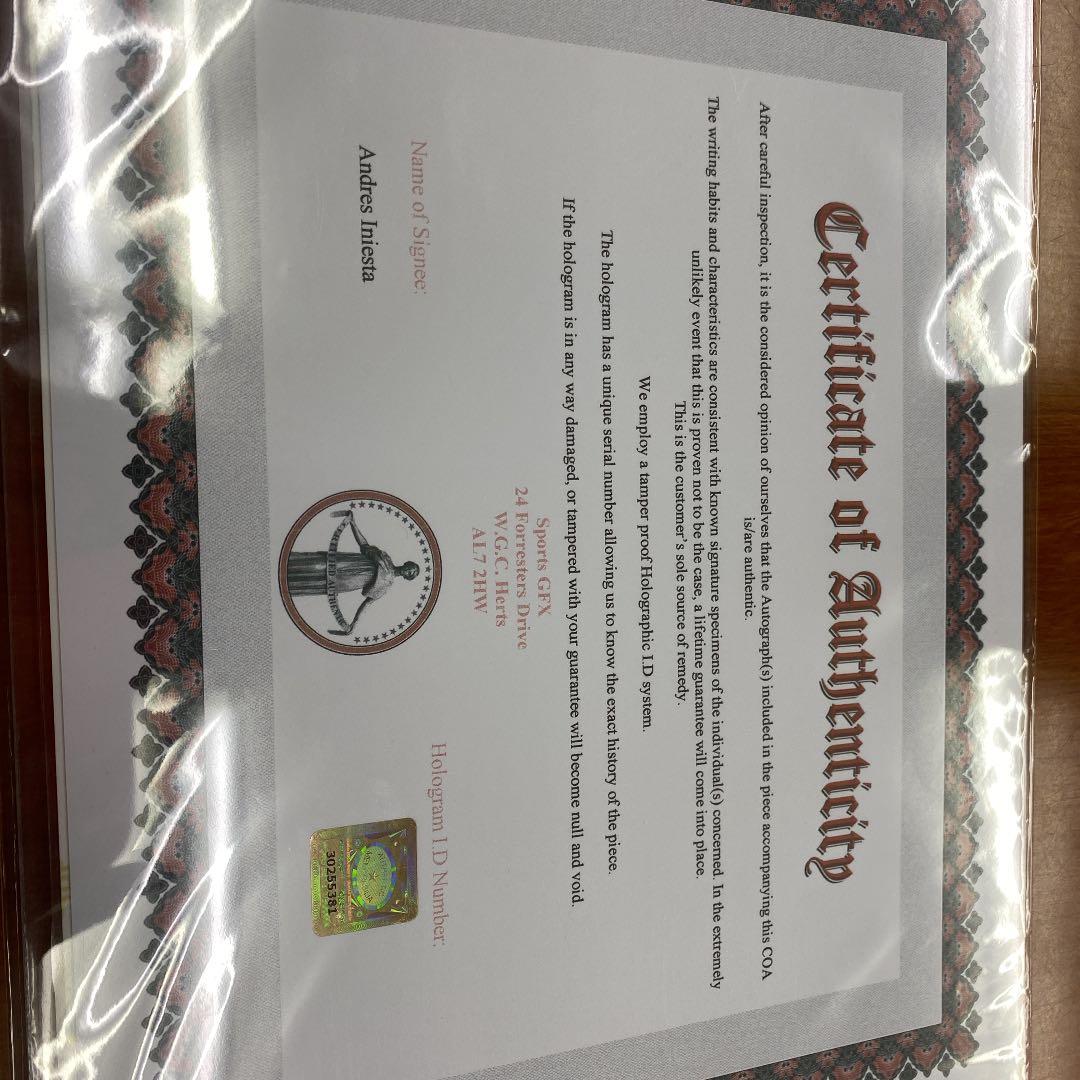 Certificate of Authenticity
After careful inspection, it is the considered opinion of ourselves that the Autograph(s) included in the piece accompanying this COA
is/are authentic.
The writing habits and characteristics are consistent with known signature specimens of the individual(s) concerned. In the extremely
unlikely event that this is proven not to be the case, a lifetime guarantee will come into place.
This is the customer's sole source of remedy.
We employ a tamper proof Holographic I.D system.
The hologram has a unique serial number allowing us to know the exact history of the piece.
If the hologram is in any way damaged, or tampered with your guarantee will become null and void.
Sports GFX
24 Forresters Drive
W.G.C, Herts
AL7 2HW
Name of Signee:
Andres Iniesta
Hologram I.D Number:
30255381